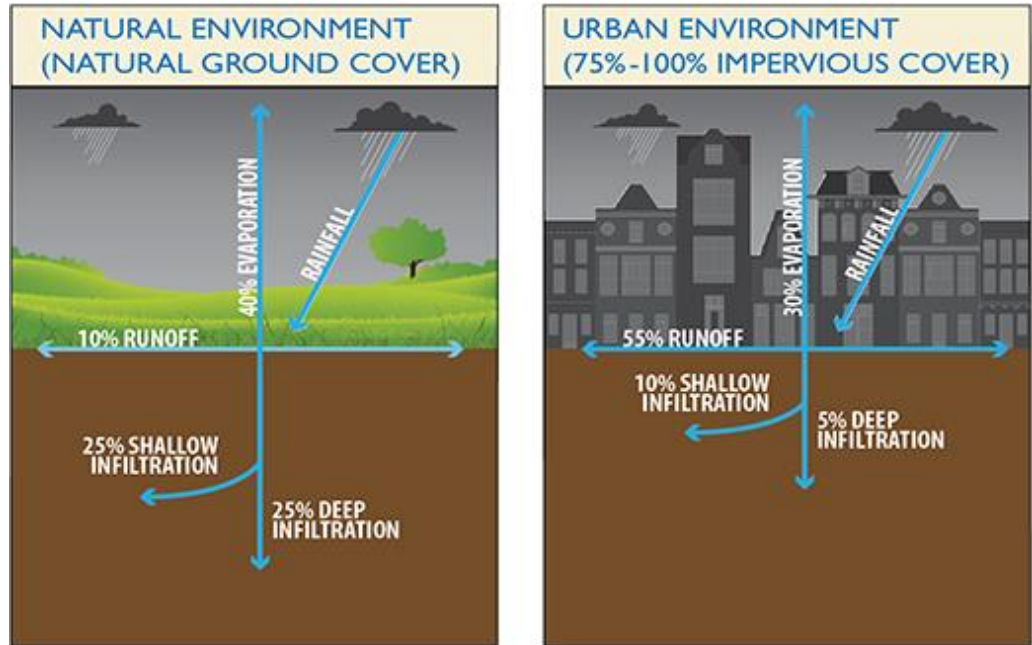 NATURAL ENVIRONMENT
(NATURAL GROUND COVER)
40% EVAPORATION
RAINFALL
10% RUNOFF
25% SHALLOW
INFILTRATION
25% DEEP
INFILTRATION
URBAN ENVIRONMENT
(75%-100% IMPERVIOUS COVER)
30% EVAPORATION
RAINFALL
55% RUNOFF
10% SHALLOW
INFILTRATION
5% DEEP
INFILTRATION